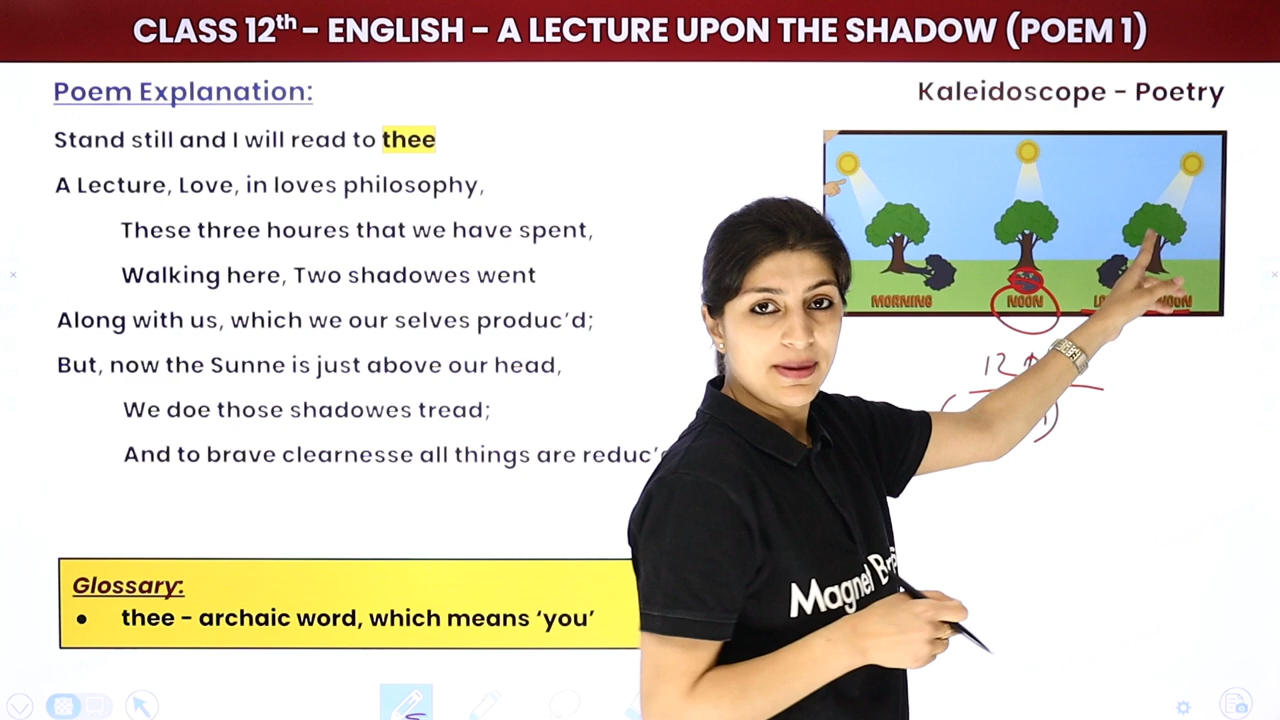 CLASS 12th - ENGLISH - A LECTURE UPON THE SHADOW (POEM 1)
Poem Explanation:
Kaleidoscope - Poetry
Stand still and I will read to thee
A Lecture, Love, in loves philosophy,
These three houres that we have spent,
Walking here, Two shadowes went
Along with us, which we our selves produc'd;
But, now the Sunne is just above our head,
We doe those shadowes tread;
And to brave clearnesse all things are reduc'
MORNING
NOON
12
Glossary:
• thee - archaic word, which means 'you'
Magnet